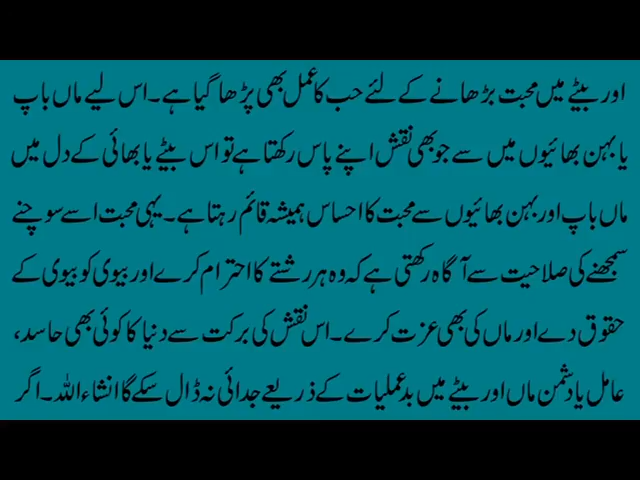 اور بیٹے میں محبت بڑھانے کے لئے حب کا عمل بھی پڑھا گیا ہے۔ اس لیے ماں باپ
یا بہن بھائیوں میں سے جو بھی نقش اپنے پاس رکھتا ہے تو اس بیٹے یا بھائی کے دل میں
ماں باپ اور بہن بھائیوں سے محبت کا احساس ہمیشہ قائم رہتا ہے۔ یہی محبت اسے سوچنے
سمجھنے کی صلاحیت سے آگاہ رکھتی ہے کہ وہ ہر رشتے کا احترام کرے اور بیوی کو بیوی کے
حقوق دے اور ماں کی بھی عزت کرے۔ اس نقش کی برکت سے دنیا کا کوئی بھی حاسد،
عامل یا دشمن ماں اور بیٹے میں بد عملیات کے ذریعے جدائی نہ ڈال سکے گا انشاء اللہ۔ اگر